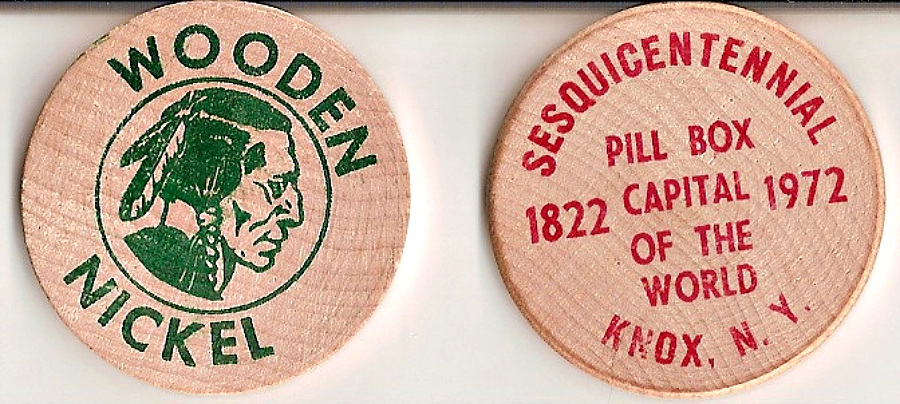 WOODEN
NICKEL
SESQUICENTENNIAL
PILL BOX
1822 CAPITAL 1972
OF THE
WORLD
KNOX, N. Y.